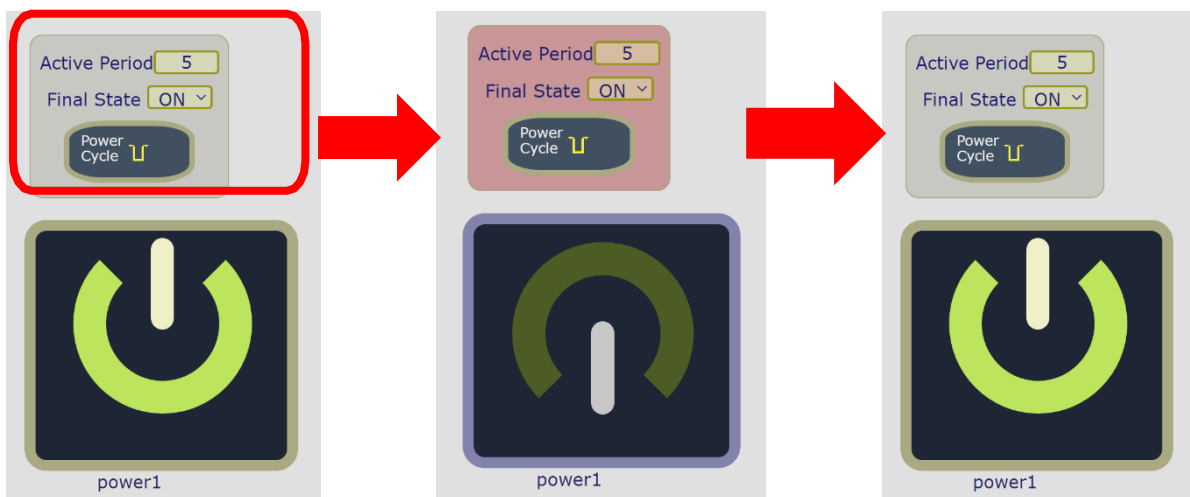 Active Period 5
Final State ON
Power
Cycle
power1
Active Period 5
Final State ON
Power
Cycle
power1
Active Period 5
Final State ON
Power
Cycle
power1